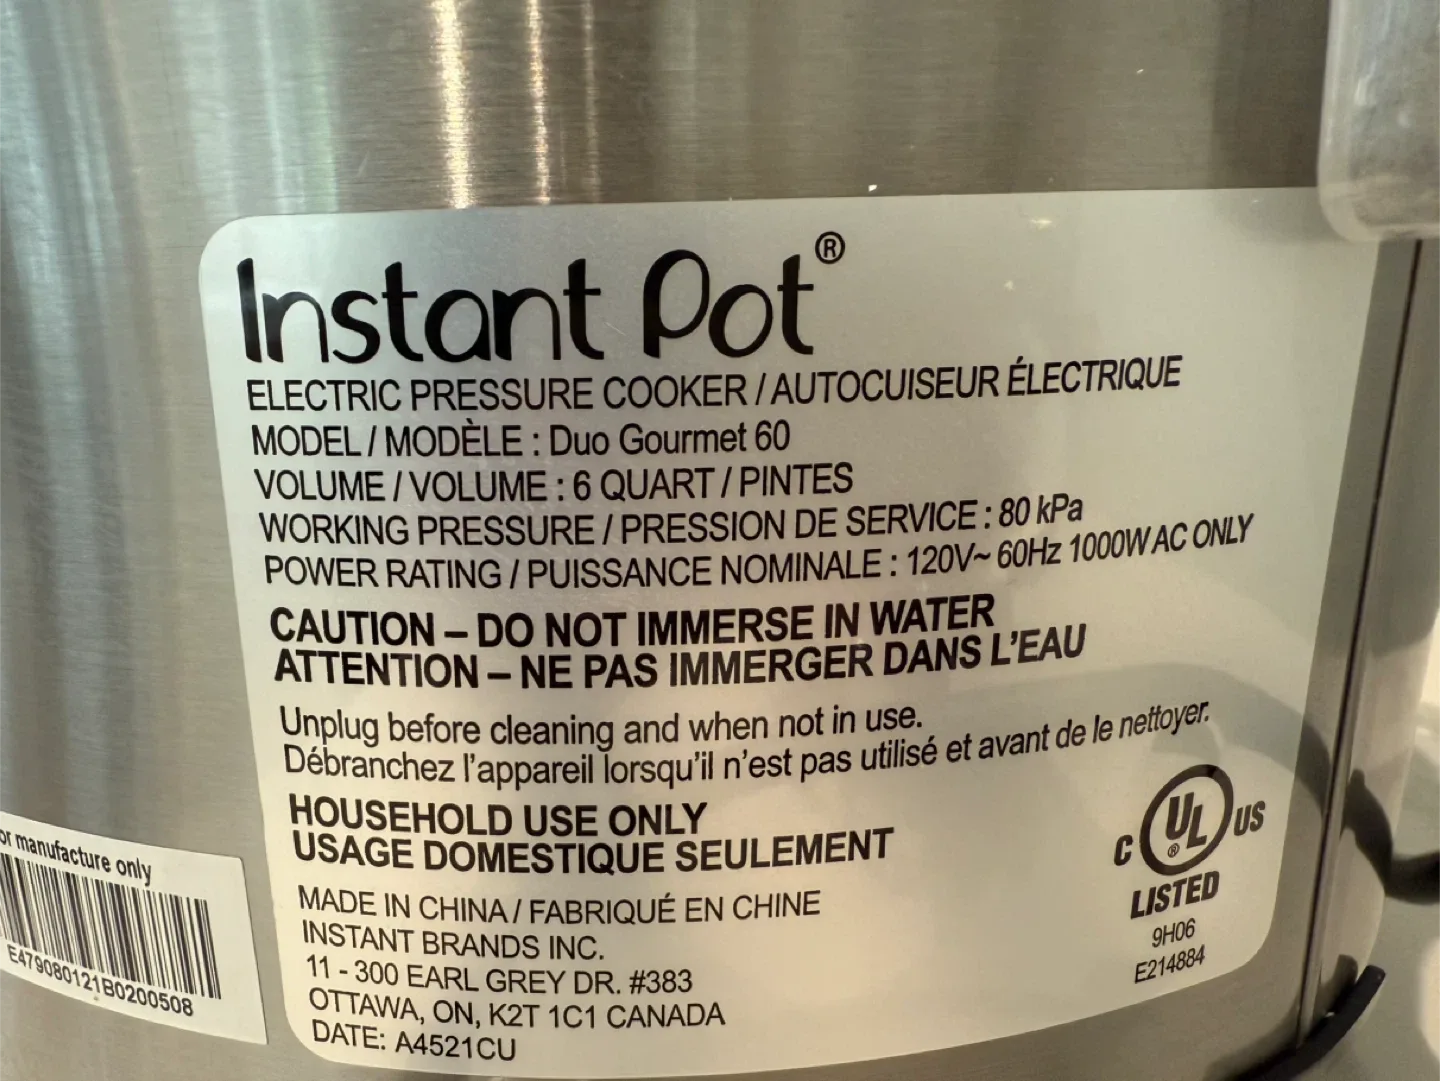 Instant Pot®
ELECTRIC PRESSURE COOKER / AUTOCUISEUR ÉLECTRIQUE
MODEL / MODÈLE : Duo Gourmet 60
VOLUME / VOLUME : 6 QUART / PINTES
WORKING PRESSURE / PRESSION DE SERVICE : 80 kPa
POWER RATING / PUISSANCE NOMINALE : 120V~ 60Hz 1000W AC ONLY
CAUTION – DO NOT IMMERSE IN WATER
ATTENTION – NE PAS IMMERGER DANS L'EAU
Unplug before cleaning and when not in use.
Débranchez l'appareil lorsqu'il n'est pas utilisé et avant de le nettoyer.
HOUSEHOLD USE ONLY
USAGE DOMESTIQUE SEULEMENT
MADE IN CHINA / FABRIQUÉ EN CHINE
INSTANT BRANDS INC.
11 - 300 EARL GREY DR. #383
OTTAWA, ON, K2T 1C1 CANADA
DATE: A4521CU
C UL® US
LISTED
9H06
E214884
or manufacture only
E479080121B0200508